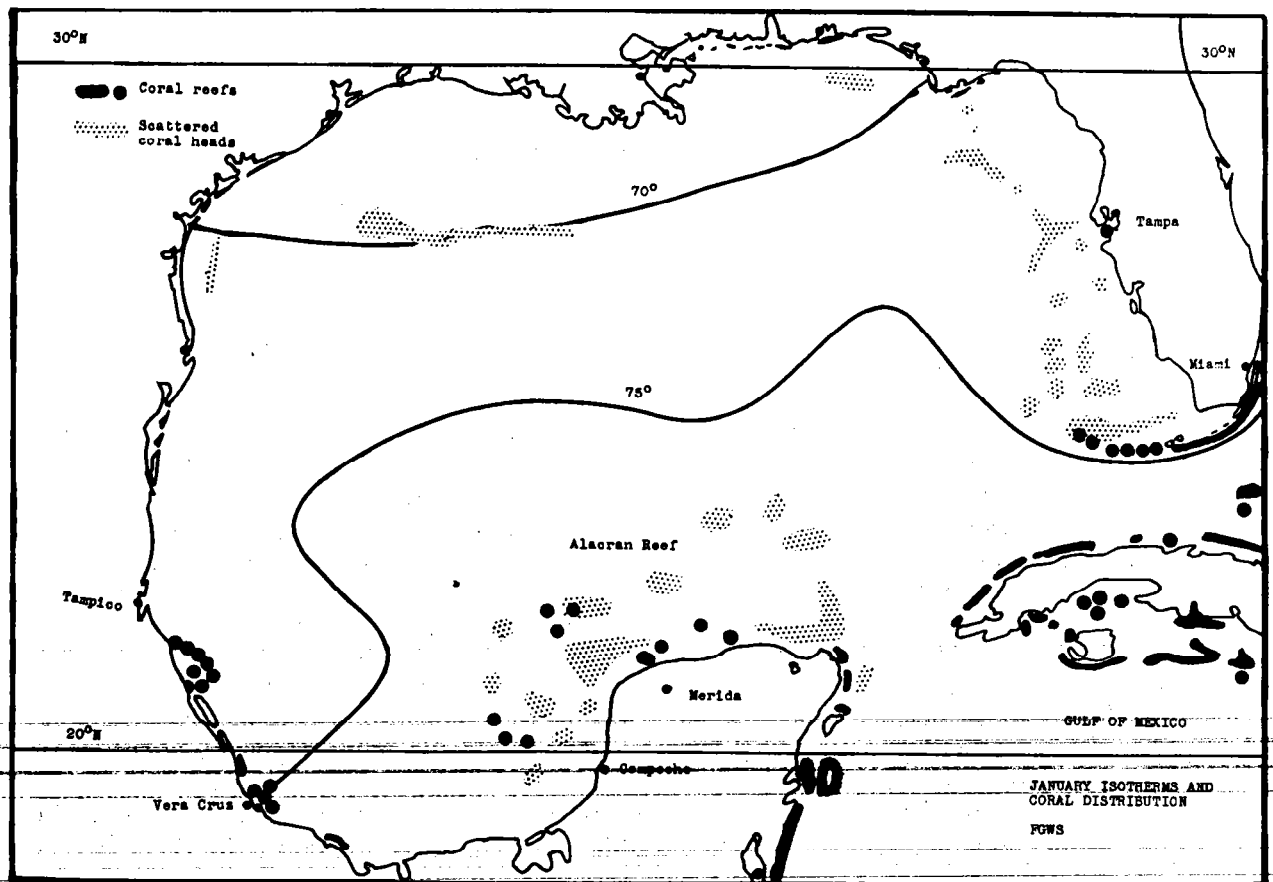 30°N
30°N
Coral reefs
Scattered
coral heads
70°
Tampa
Miami
75°
Alacran Reef
Tampico
Merida
20°N
GULF OF MEXICO
Campeche
Vera Cruz
JANUARY ISOTHERMS AND
CORAL DISTRIBUTION
FGWS